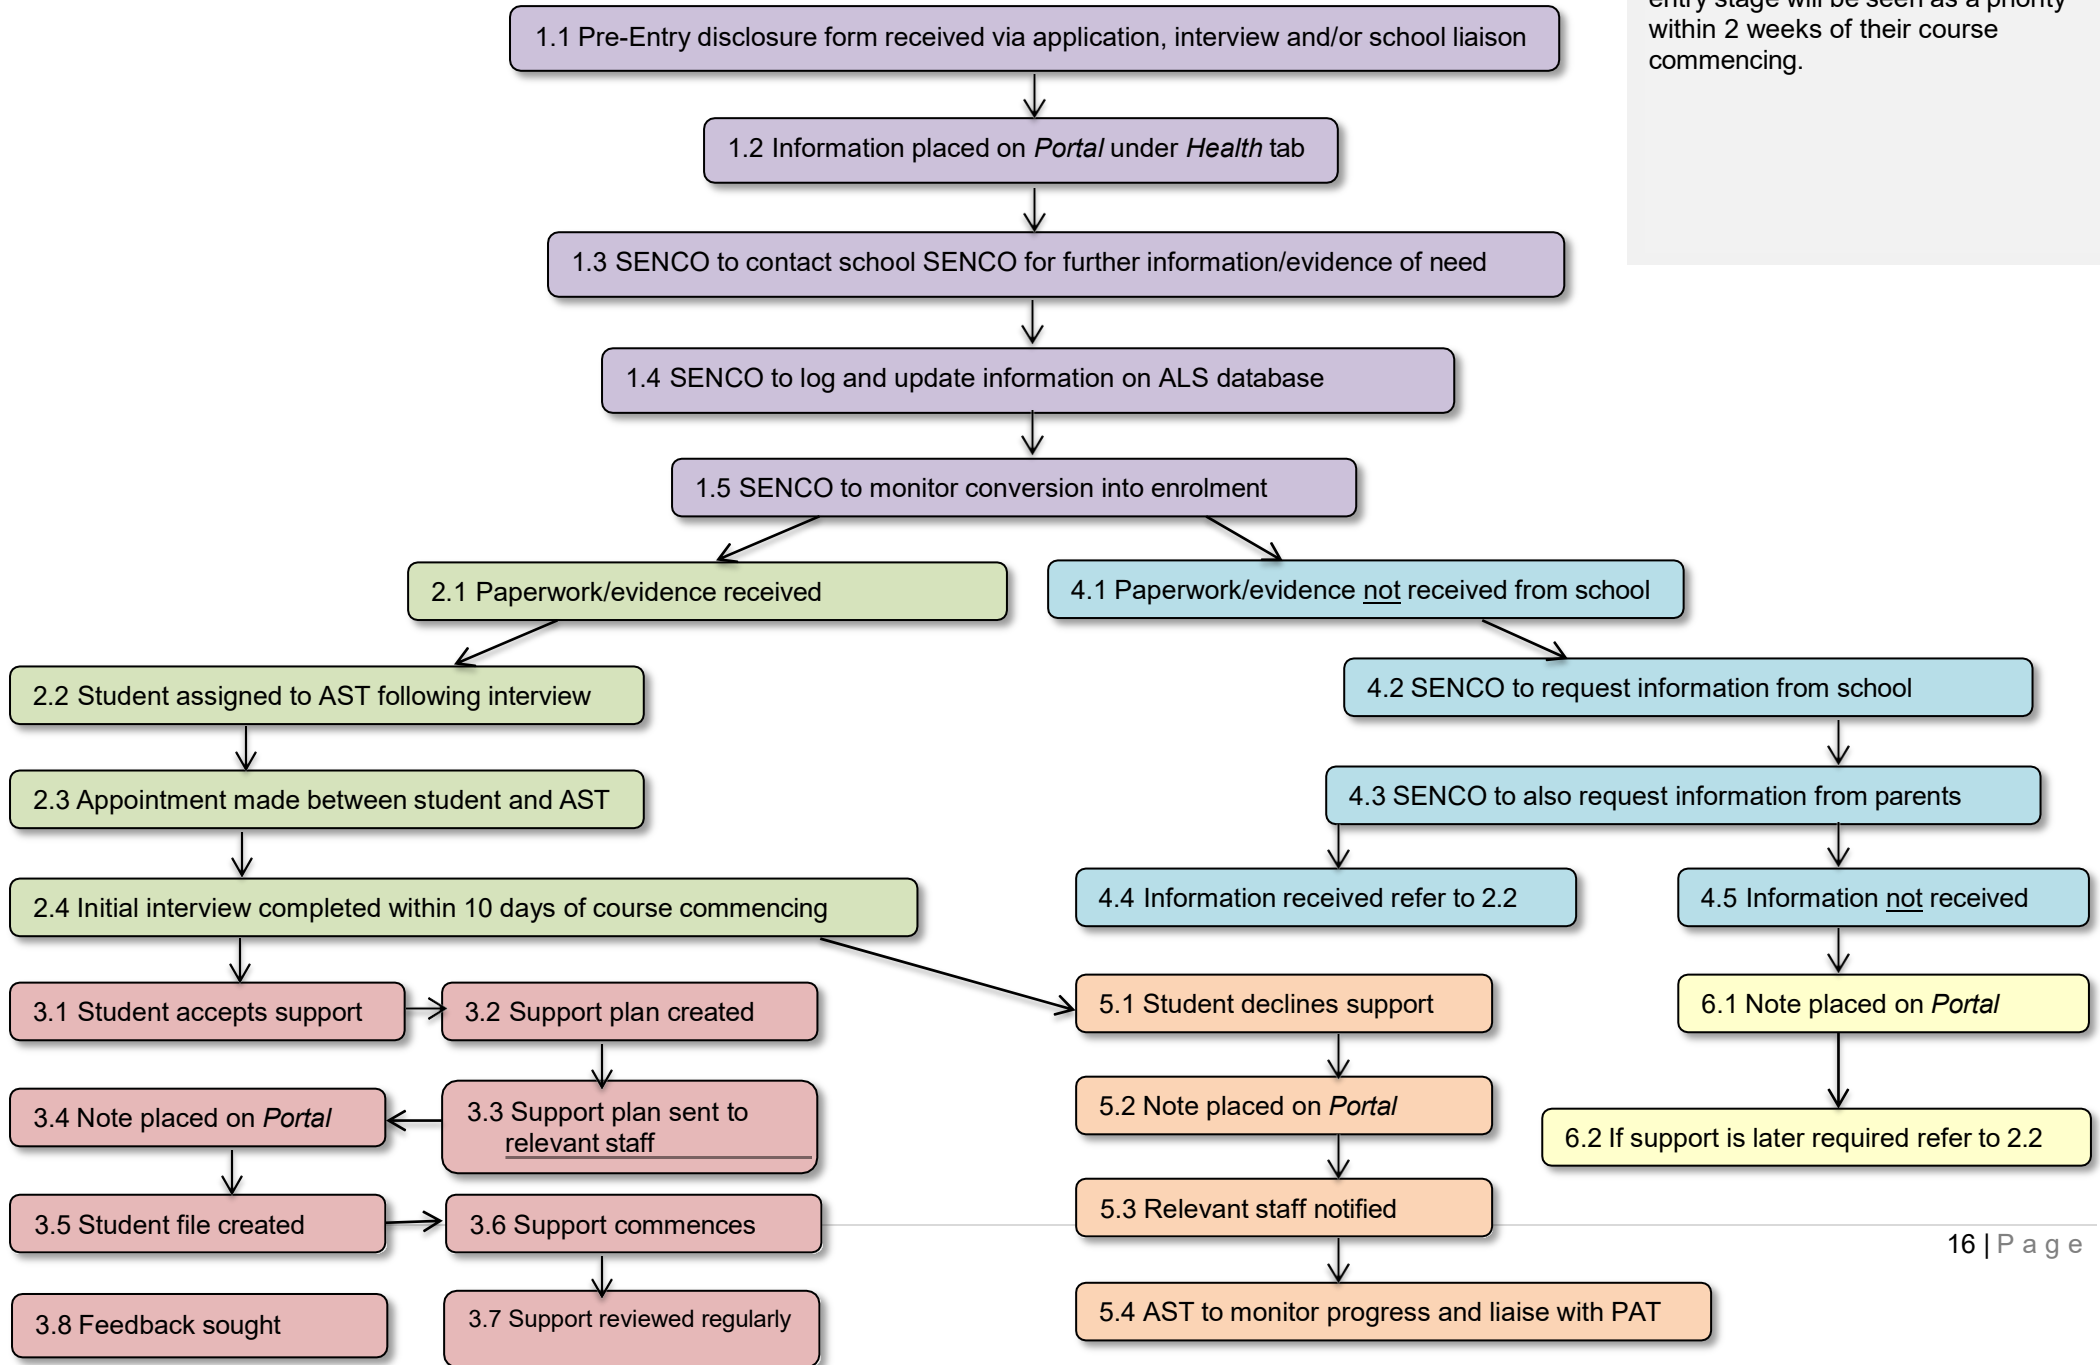 entry stage will be seen as a priority
within 2 weeks of their course
commencing.
1.1 Pre-Entry disclosure form received via application, interview and/or school liaison
1.2 Information placed on Portal under Health tab
1.3 SENCO to contact school SENCO for further information/evidence of need
1.4 SENCO to log and update information on ALS database
1.5 SENCO to monitor conversion into enrolment
2.1 Paperwork/evidence received
4.1 Paperwork/evidence not received from school
2.2 Student assigned to AST following interview
4.2 SENCO to request information from school
2.3 Appointment made between student and AST
4.3 SENCO to also request information from parents
2.4 Initial interview completed within 10 days of course commencing
4.4 Information received refer to 2.2
4.5 Information not received
3.1 Student accepts support
3.2 Support plan created
5.1 Student declines support
6.1 Note placed on Portal
3.4 Note placed on Portal
3.3 Support plan sent to
relevant staff
5.2 Note placed on Portal
6.2 If support is later required refer to 2.2
3.5 Student file created
3.6 Support commences
5.3 Relevant staff notified
16 | P a g e
3.8 Feedback sought
3.7 Support reviewed regularly
5.4 AST to monitor progress and liaise with PAT